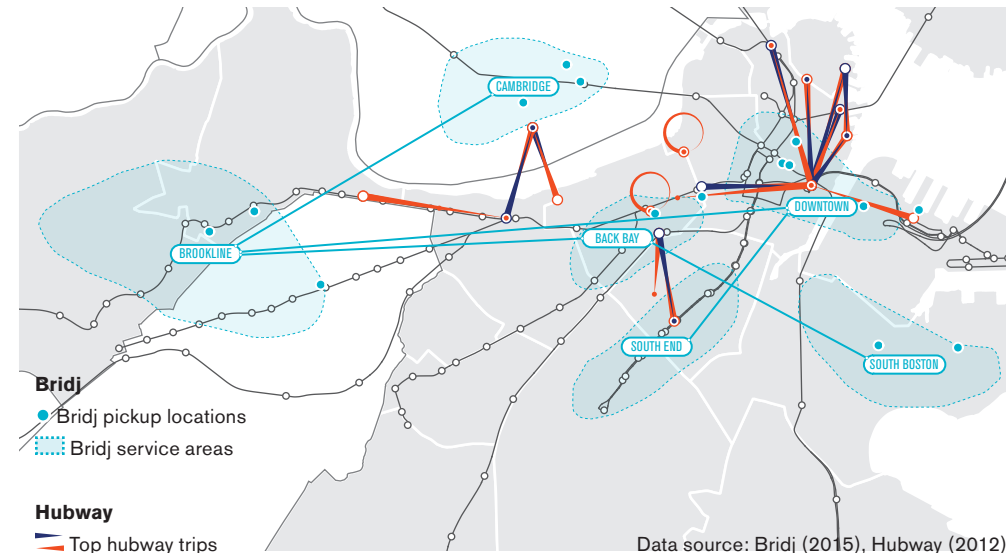 CAMBRIDGE
DOWNTOWN
BACK BAY
BROOKLINE
SOUTH END
SOUTH BOSTON
Bridj
Bridj pickup locations
Bridj service areas
Hubway
Top hubway trips
Data source: Bridj (2015), Hubway (2012)